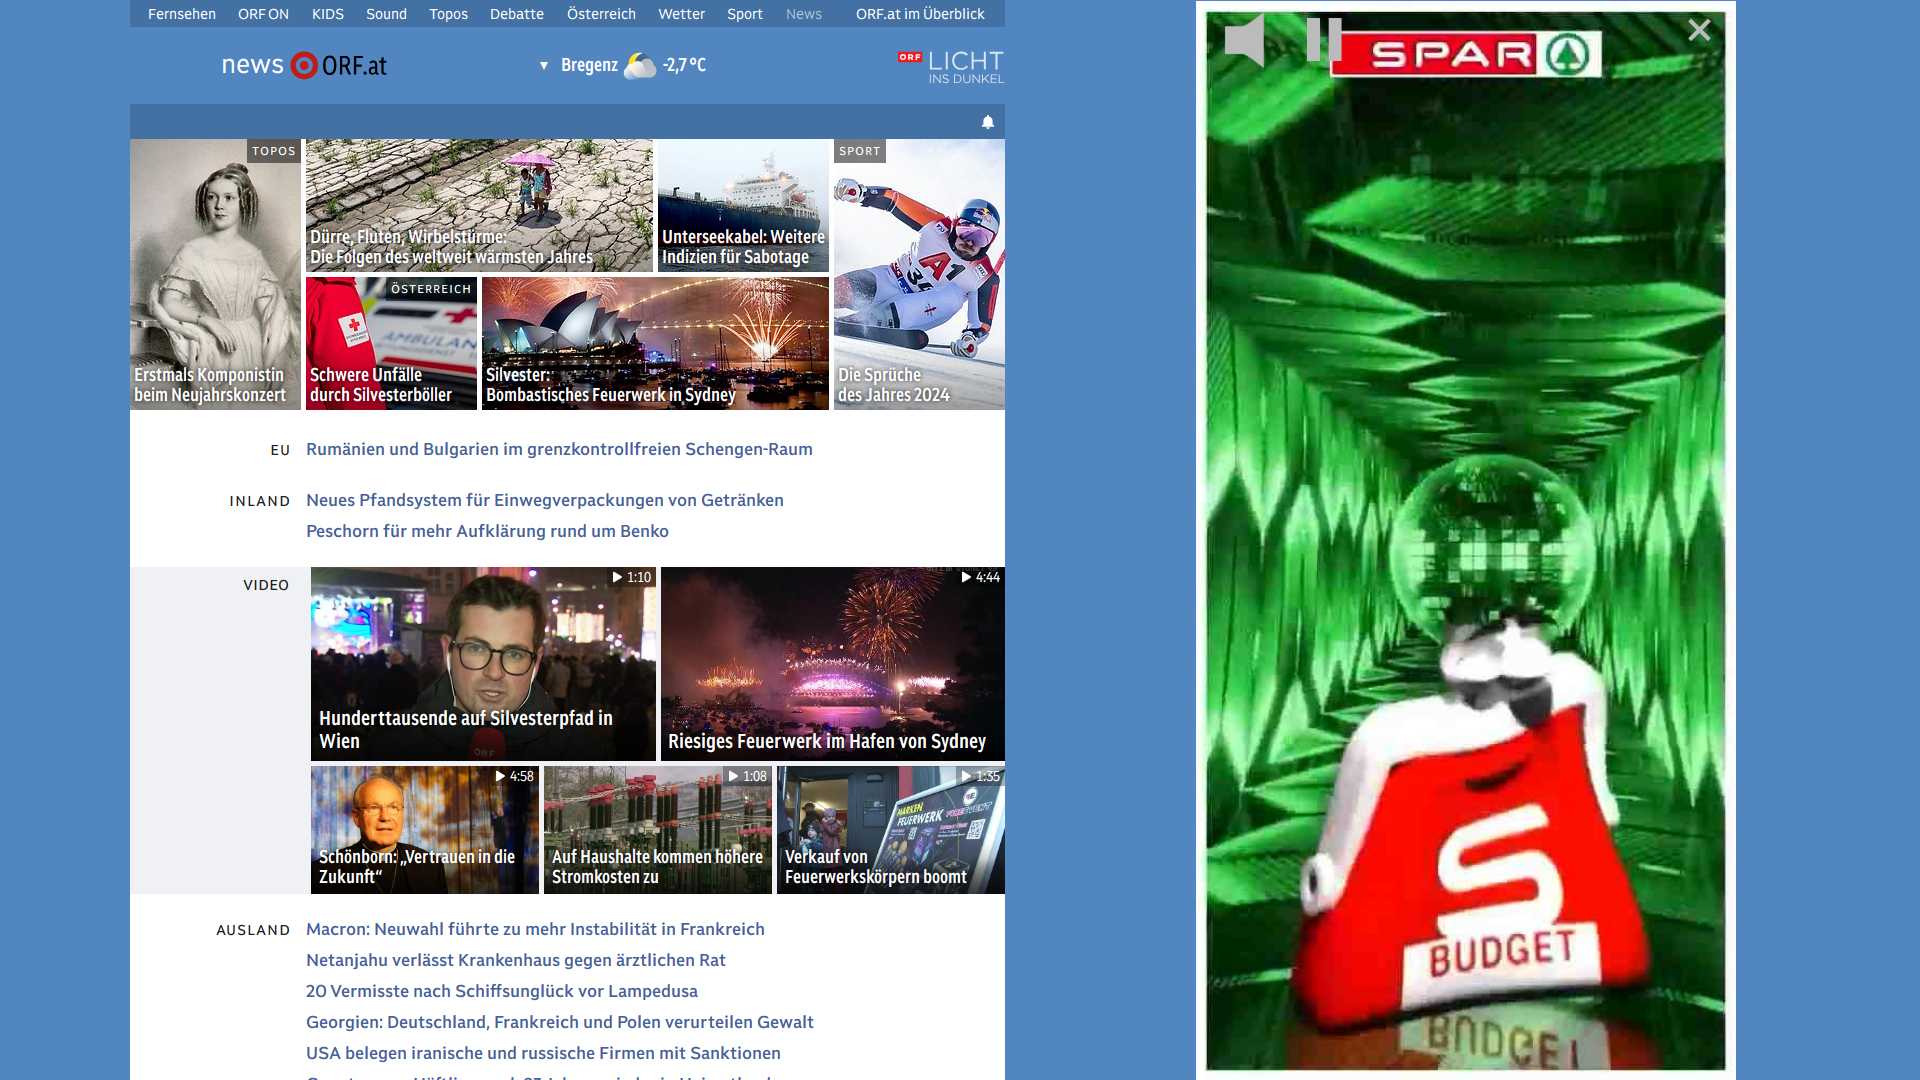 Fernsehen ORF ON KIDS Sound Topos Debatte Österreich Wetter Sport News ORF.at im Überblick
news ORF.at
▼ Bregenz -2,7 °C
ORF LICHT
INS DUNKEL
TOPOS
Erstmals Komponistin
beim Neujahrskonzert
Dürre, Fluten, Wirbelstürme:
Die Folgen des weltweit wärmsten Jahres
Unterseekabel: Weitere
Indizien für Sabotage
SPORT
Die Sprüche
des Jahres 2024
ÖSTERREICH
Schwere Unfälle
durch Silvesterböller
Silvester:
Bombastisches Feuerwerk in Sydney
EU
Rumänien und Bulgarien im grenzkontrollfreien Schengen-Raum
INLAND
Neues Pfandsystem für Einwegverpackungen von Getränken
Peschorn für mehr Aufklärung rund um Benko
VIDEO
1:10
Hunderttausende auf Silvesterpfad in
Wien
4:44
Riesiges Feuerwerk im Hafen von Sydney
4:58
Schönborn: „Vertrauen in die
Zukunft“
1:08
Auf Haushalte kommen höhere
Stromkosten zu
1:35
MARKEN
FEUERWERK
Verkauf von
Feuerwerkskörpern boomt
AUSLAND
Macron: Neuwahl führte zu mehr Instabilität in Frankreich
Netanjahu verlässt Krankenhaus gegen ärztlichen Rat
20 Vermisste nach Schiffsunglück vor Lampedusa
Georgien: Deutschland, Frankreich und Polen verurteilen Gewalt
USA belegen iranische und russische Firmen mit Sanktionen
SPAR
S
BUDGET